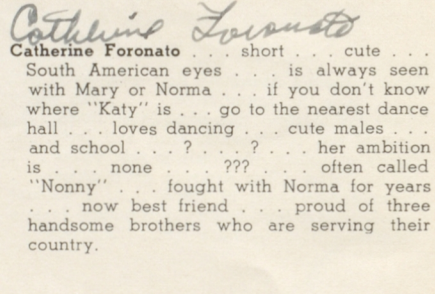 Catherine Foronato
Catherine Foronato . . . short . . . cute . . .
South American eyes . . . is always seen
with Mary or Norma . . . if you don't know
where "Katy" is . . . go to the nearest dance
hall . . . loves dancing . . . cute males . . .
and school . . . ? . . . . ? . . . . her ambition
is . . . none . . . ??? . . . . often called
"Nonny" . . . fought with Norma for years
. . . now best friend . . . proud of three
handsome brothers who are serving their
country.